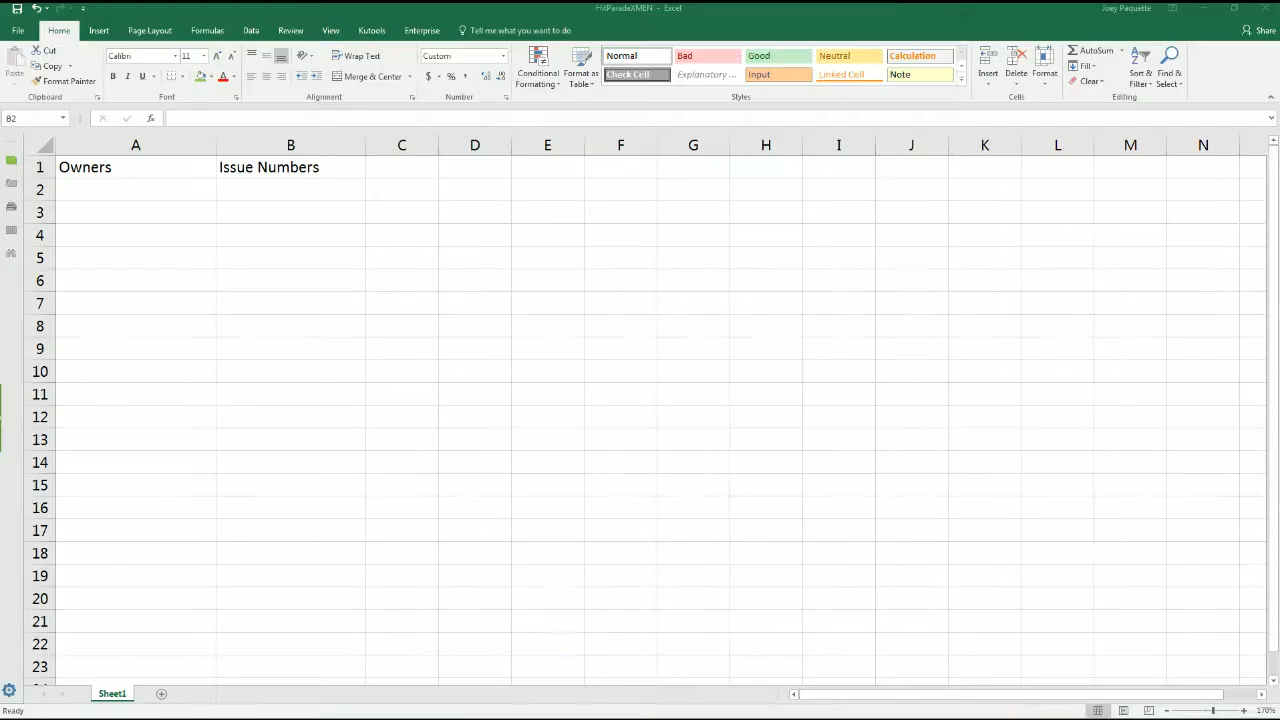 HitParadeXMEN - Excel
Joey Paquette
File Home Insert Page Layout Formulas Data Review View Kutools Enterprise Tell me what you want to do
Share
Paste
Cut
Copy
Format Painter
Clipboard
Calibri 11
B I U
A
Font
Wrap Text
Merge & Center
Alignment
Custom
$ % ,
Number
Conditional
Formatting
Format as
Table
Normal Bad Good Neutral Calculation
Check Cell Explanatory ... Input Linked Cell Note
Styles
Insert Delete Format
Cells
AutoSum
Fill
Clear
Sort &
Filter
Find &
Select
Editing
B2
fx
A B C D E F G H I J K L M N
1 Owners Issue Numbers
2
3
4
5
6
7
8
9
10
11
12
13
14
15
16
17
18
19
20
21
22
23
Sheet1
Ready
170%